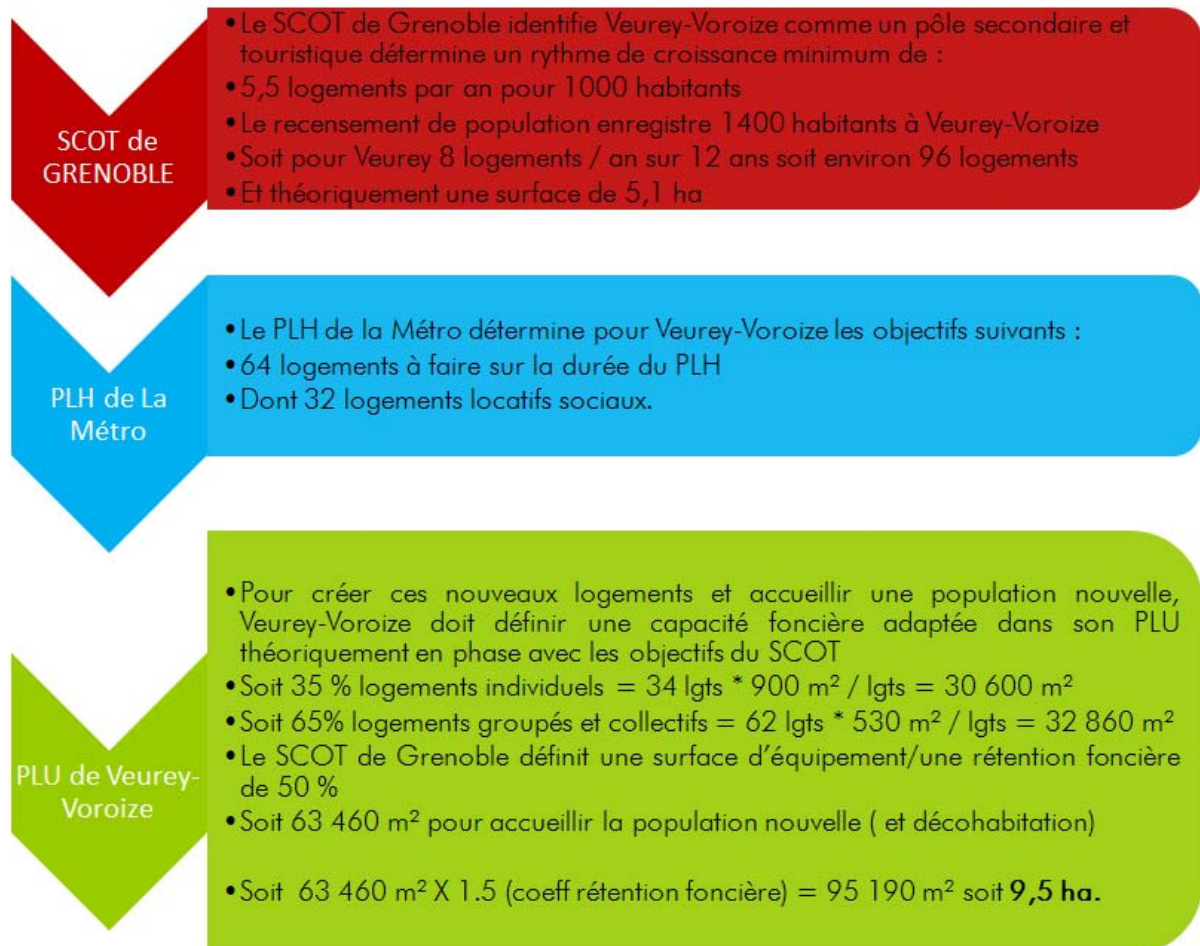 SCOT de
GRENOBLE
•Le SCOT de Grenoble identifie Veurey-Voroize comme un pôle secondaire et
touristique détermine un rythme de croissance minimum de :
•5,5 logements par an pour 1000 habitants
•Le recensement de population enregistre 1400 habitants à Veurey-Voroize
•Soit pour Veurey 8 logements / an sur 12 ans soit environ 96 logements
•Et théoriquement une surface de 5,1 ha
PLH de La
Métro
•Le PLH de la Métro détermine pour Veurey-Voroize les objectifs suivants :
•64 logements à faire sur la durée du PLH
•Dont 32 logements locatifs sociaux.
PLU de Veurey-
Voroize
•Pour créer ces nouveaux logements et accueillir une population nouvelle,
Veurey-Voroize doit définir une capacité foncière adaptée dans son PLU
théoriquement en phase avec les objectifs du SCOT
•Soit 35 % logements individuels = 34 lgts * 900 m² / lgts = 30 600 m²
•Soit 65% logements groupés et collectifs = 62 lgts * 530 m² / lgts = 32 860 m²
•Le SCOT de Grenoble définit une surface d’équipement/une rétention foncière
de 50 %
•Soit 63 460 m² pour accueillir la population nouvelle ( et décohabitation)
•Soit 63 460 m² X 1.5 (coeff rétention foncière) = 95 190 m² soit 9,5 ha.